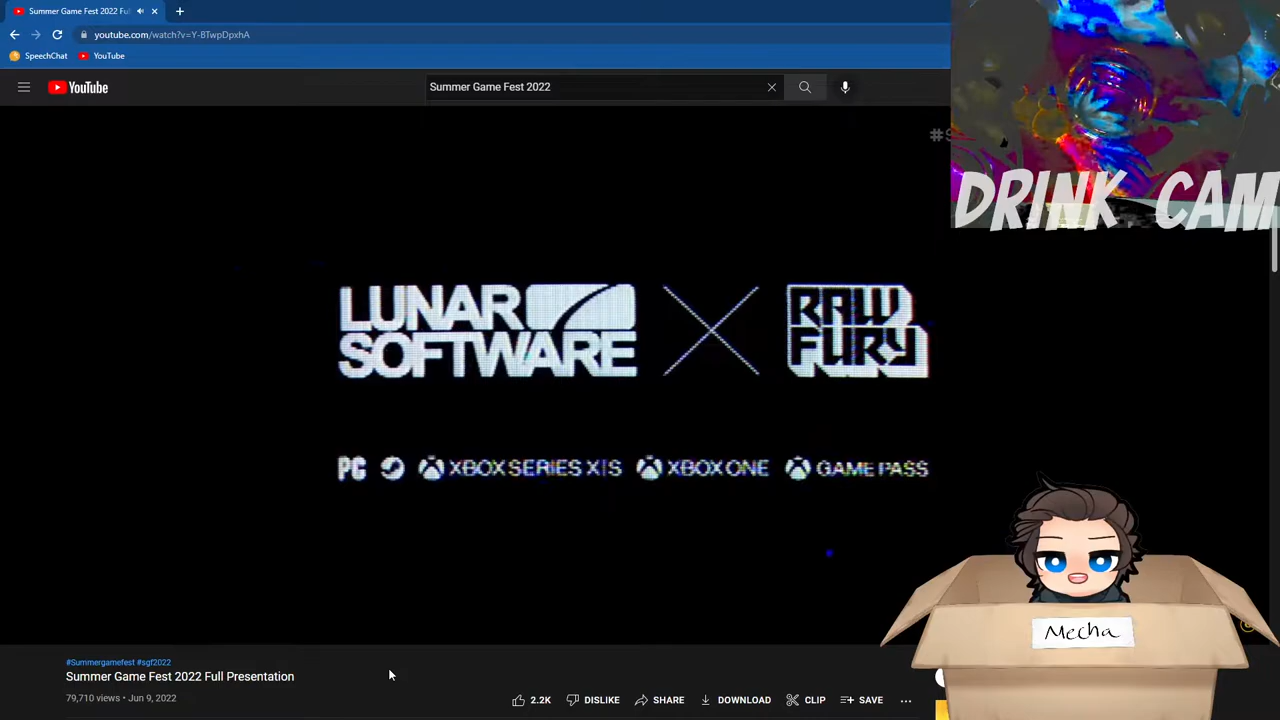 Summer Game Fest 2022 Ful
youtube.com/watch?v=Y-8TwpDpxhA
SpeechChat
YouTube
YouTube
Summer Game Fest 2022
DRINK CAM
LUNAR
SOFTWARE
RAW
FURY
PC XBOX SERIES X|S XBOX ONE GAME PASS
Mecha
#Summergamefest #sgf2022
Summer Game Fest 2022 Full Presentation
79,710 views • Jun 9, 2022
2.2K DISLIKE SHARE DOWNLOAD CLIP SAVE